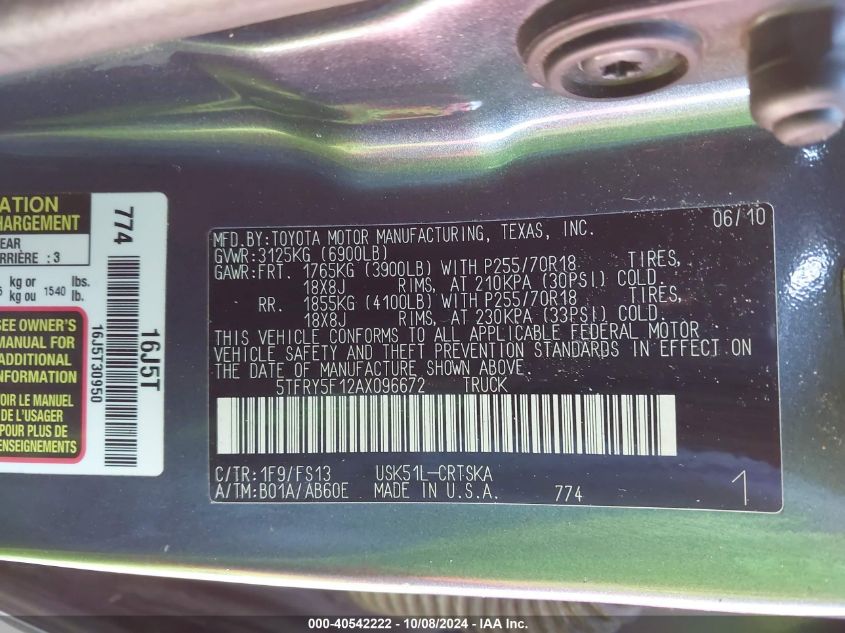 ATION
HARGEMENT
EAR
ARRIÈRE : 3
kg or 1540 lbs.
kg ou lb.
SEE OWNER'S
MANUAL FOR
ADDITIONAL
INFORMATION
VOIR LE MANUEL
DE L'USAGER
POUR PLUS DE
RENSEIGNEMENTS
774
16J5T30950
16J5T
06/10
MFD.BY:TOYOTA MOTOR MANUFACTURING, TEXAS, INC.
GVWR:3125KG (6900LB)
GAWR:FRT. 1765KG (3900LB) WITH P255/70R18 TIRES,
18X8J RIMS, AT 210KPA (30PSI) COLD.
RR. 1855KG (4100LB) WITH P255/70R18 TIRES,
18X8J RIMS, AT 230KPA (33PSI) COLD.
THIS VEHICLE CONFORMS TO ALL APPLICABLE FEDERAL MOTOR
VEHICLE SAFETY AND THEFT PREVENTION STANDARDS IN EFFECT ON
THE DATE OF MANUFACTURE SHOWN ABOVE.
5TFRY5F12AX096672 TRUCK
C/TR:1F9/FS13 USK51L-CRTSKA
A/TM:B01A/AB60E MADE IN U.S.A. 774 1
000-40542222 - 10/08/2024 - IAA Inc.